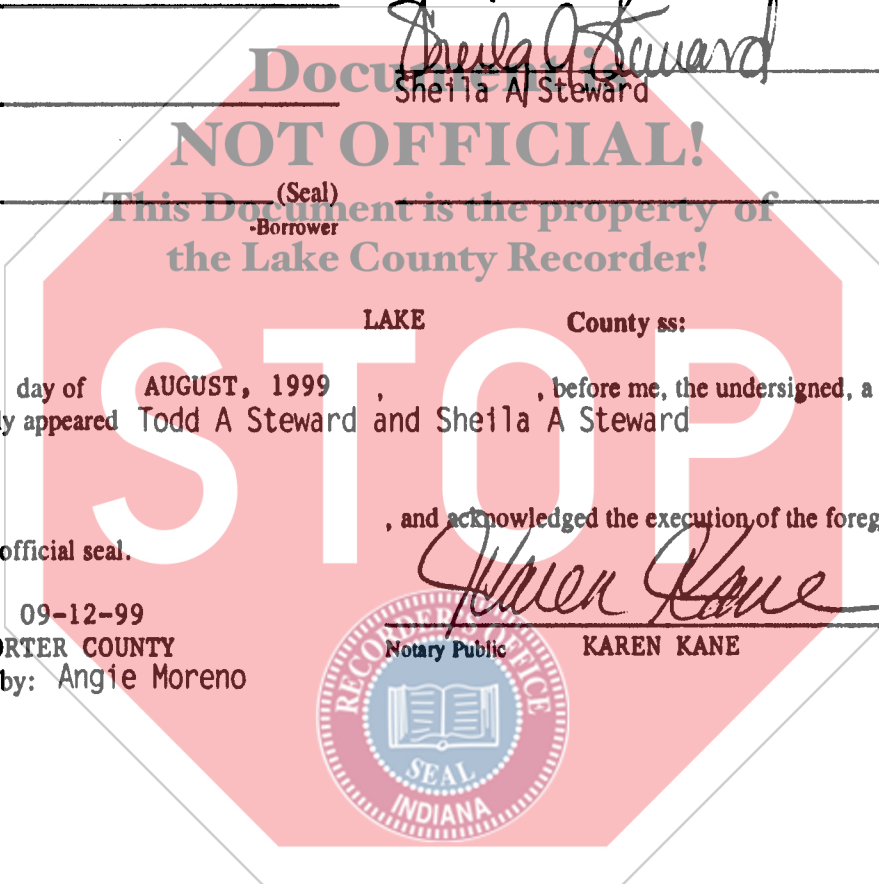 Sheila A Steward
Document is
Sheila A Steward
NOT OFFICIAL!
(Seal)
This Document is the property of
-Borrower
the Lake County Recorder!
LAKE County ss:
STOP
day of AUGUST, 1999 , , before me, the undersigned, a
ly appeared Todd A Steward and Sheila A Steward
, and acknowledged the execution of the foreg
official seal.
Karen Kane
09-12-99
ORTER COUNTY Notary Public KAREN KANE
by: Angie Moreno
RECORDER'S OFFICE
SEAL
INDIANA